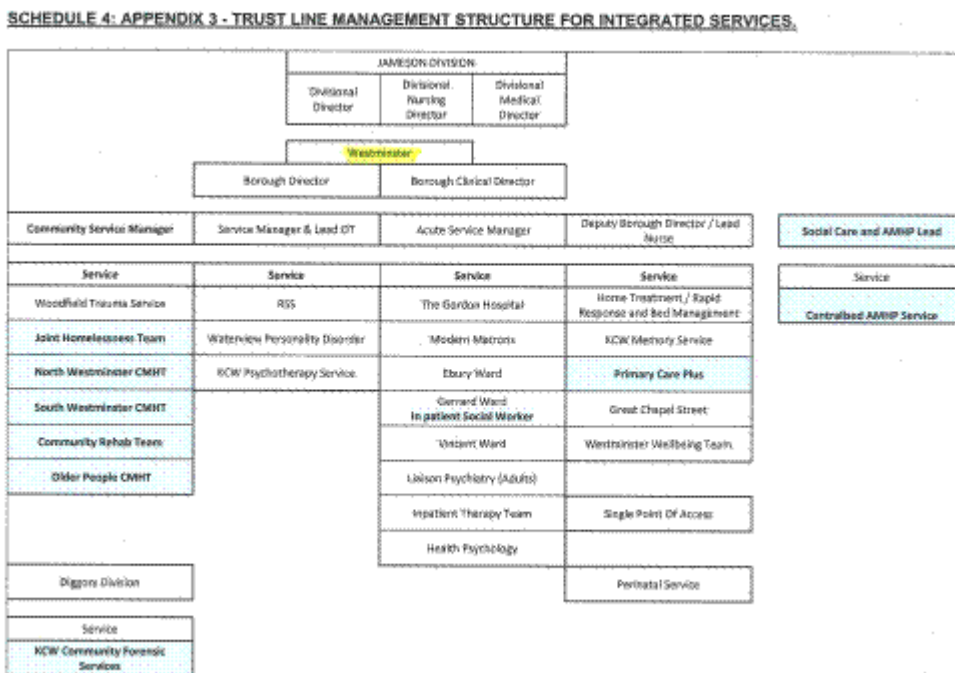 SCHEDULE 4: APPENDIX 3 - TRUST LINE MANAGEMENT STRUCTURE FOR INTEGRATED SERVICES.
JAMESON DIVISION
Divisional
Director
Divisional
Nursing
Director
Divisional
Medical
Director
Westminster
Borough Director
Borough Clinical Director
Community Service Manager
Service Manager & Lead OT
Acute Service Manager
Deputy Borough Director / Lead
Nurse
Social Care and AMHP Lead
Service
Woodfield Trauma Service
Joint Homelessness Team
North Westminster CMHT
South Westminster CMHT
Community Rehab Team
Older People CMHT
Service
RSS
Waterview Personality Disorder
KCW Psychotherapy Service.
Service
The Gordon Hospital
Modern Matrons
Ebury Ward
Gerrard Ward
In patient Social Worker
Vincent Ward
Liaison Psychiatry (Adults)
Inpatient Therapy Team
Health Psychology
Service
Home Treatment / Rapid
Response and Bed Management
KCW Memory Service
Primary Care Plus
Great Chapel Street
Westminster Wellbeing Team.
Single Point Of Access
Perinatal Service
Service
Centralised AMHP Service
Diggory Division
Service
KCW Community Forensic
Services